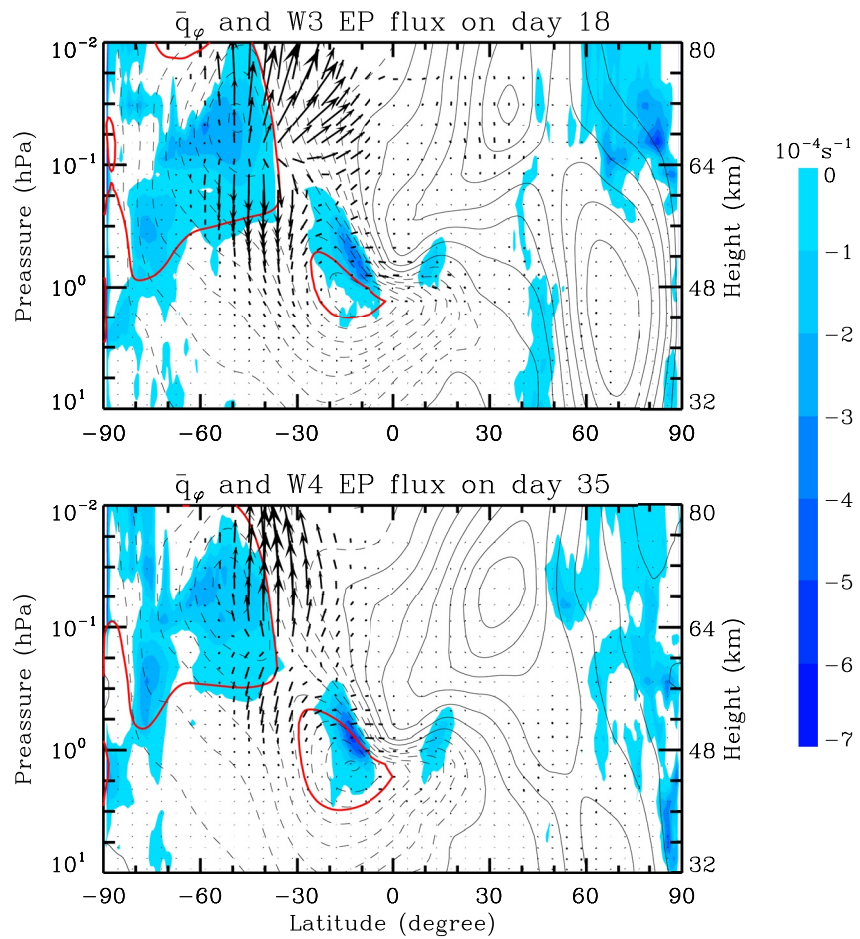 q̄φ and W3 EP flux on day 18
10⁻² 80
10⁻¹ 64
10⁰ 48
10¹ 32
Preassure (hPa)
Height (km)
−90 −60 −30 0 30 60 90
q̄φ and W4 EP flux on day 35
10⁻² 80
10⁻¹ 64
10⁰ 48
10¹ 32
Preassure (hPa)
Height (km)
−90 −60 −30 0 30 60 90
Latitude (degree)
10⁻⁴s⁻¹
0
−1
−2
−3
−4
−5
−6
−7